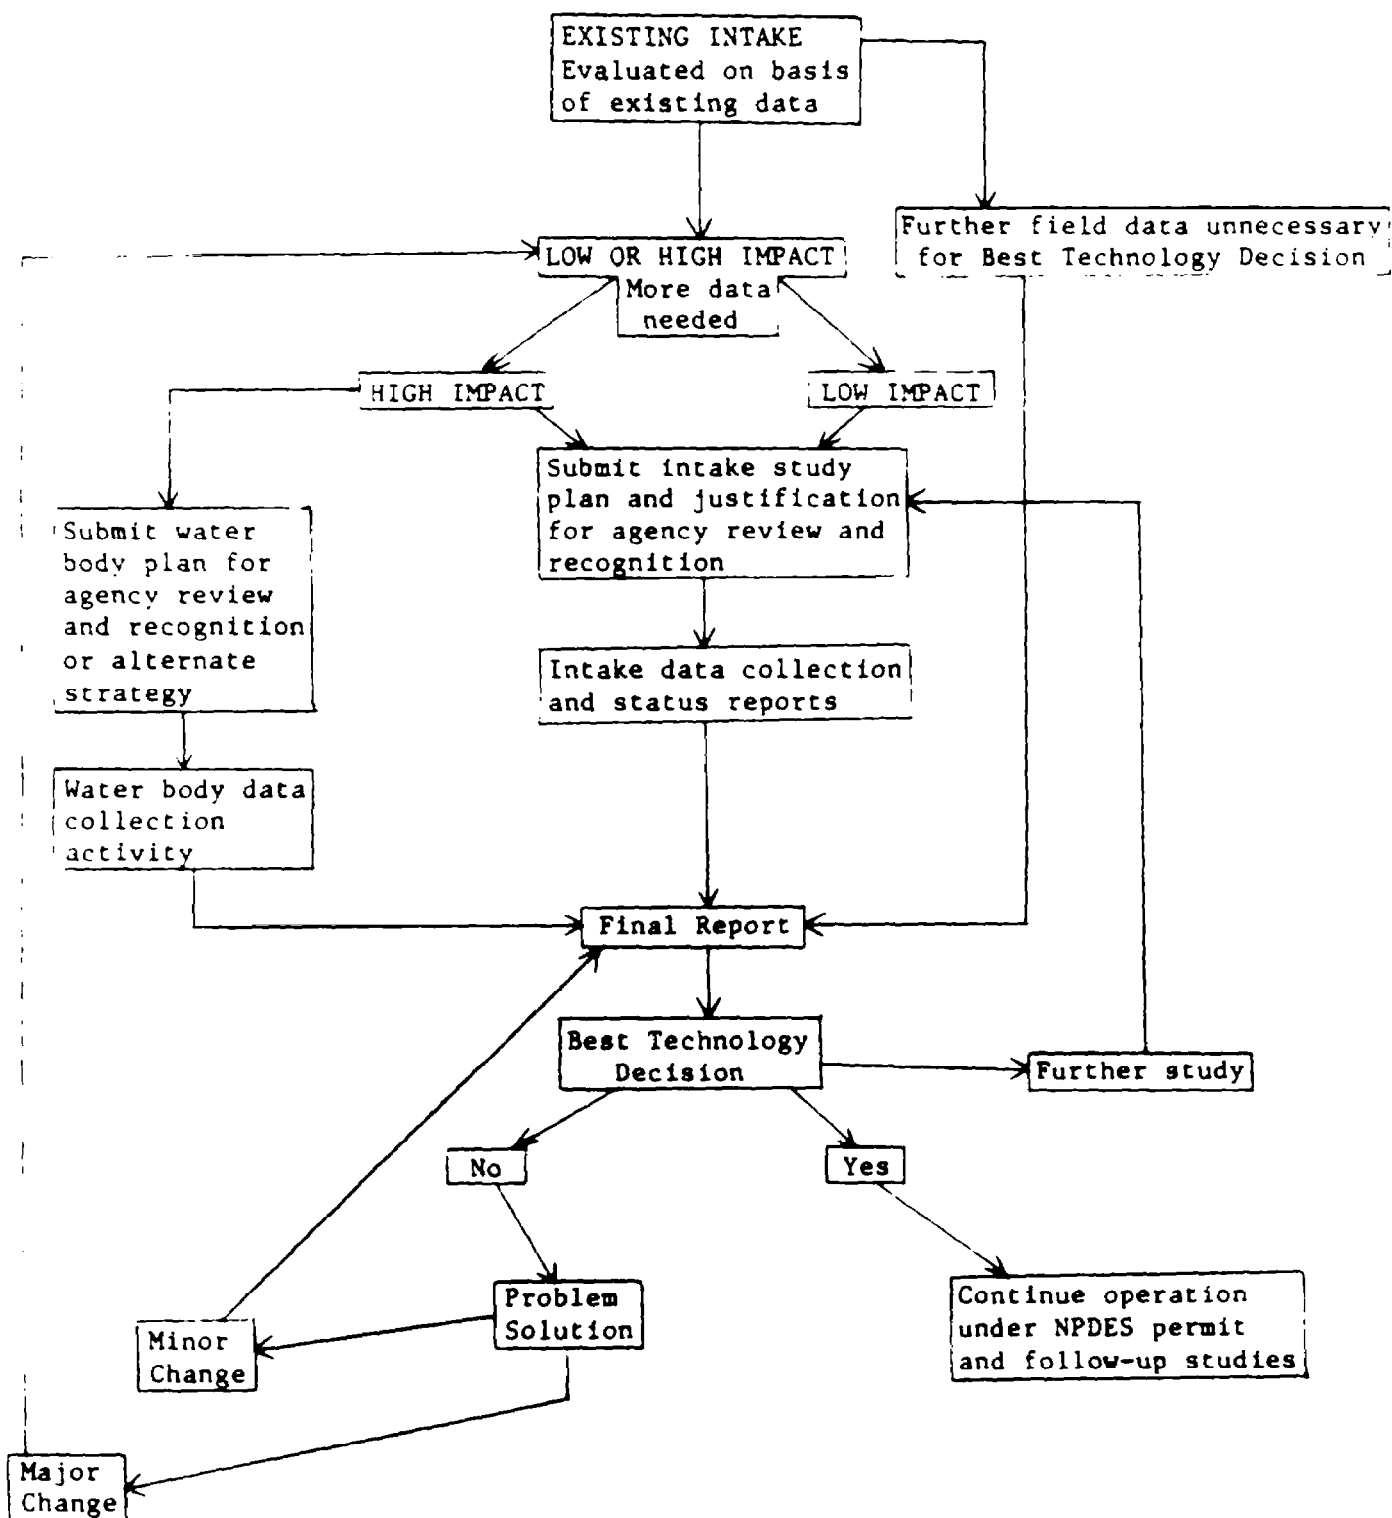 EXISTING INTAKE
Evaluated on basis
of existing data
Further field data unnecessary
for Best Technology Decision
LOW OR HIGH IMPACT
More data
needed
HIGH IMPACT
LOW IMPACT
Submit intake study
plan and justification
for agency review and
recognition
Submit water
body plan for
agency review
and recognition
or alternate
strategy
Intake data collection
and status reports
Water body data
collection
activity
Final Report
Best Technology
Decision
Further study
No
Yes
Problem
Solution
Continue operation
under NPDES permit
and follow-up studies
Minor
Change
Major
Change